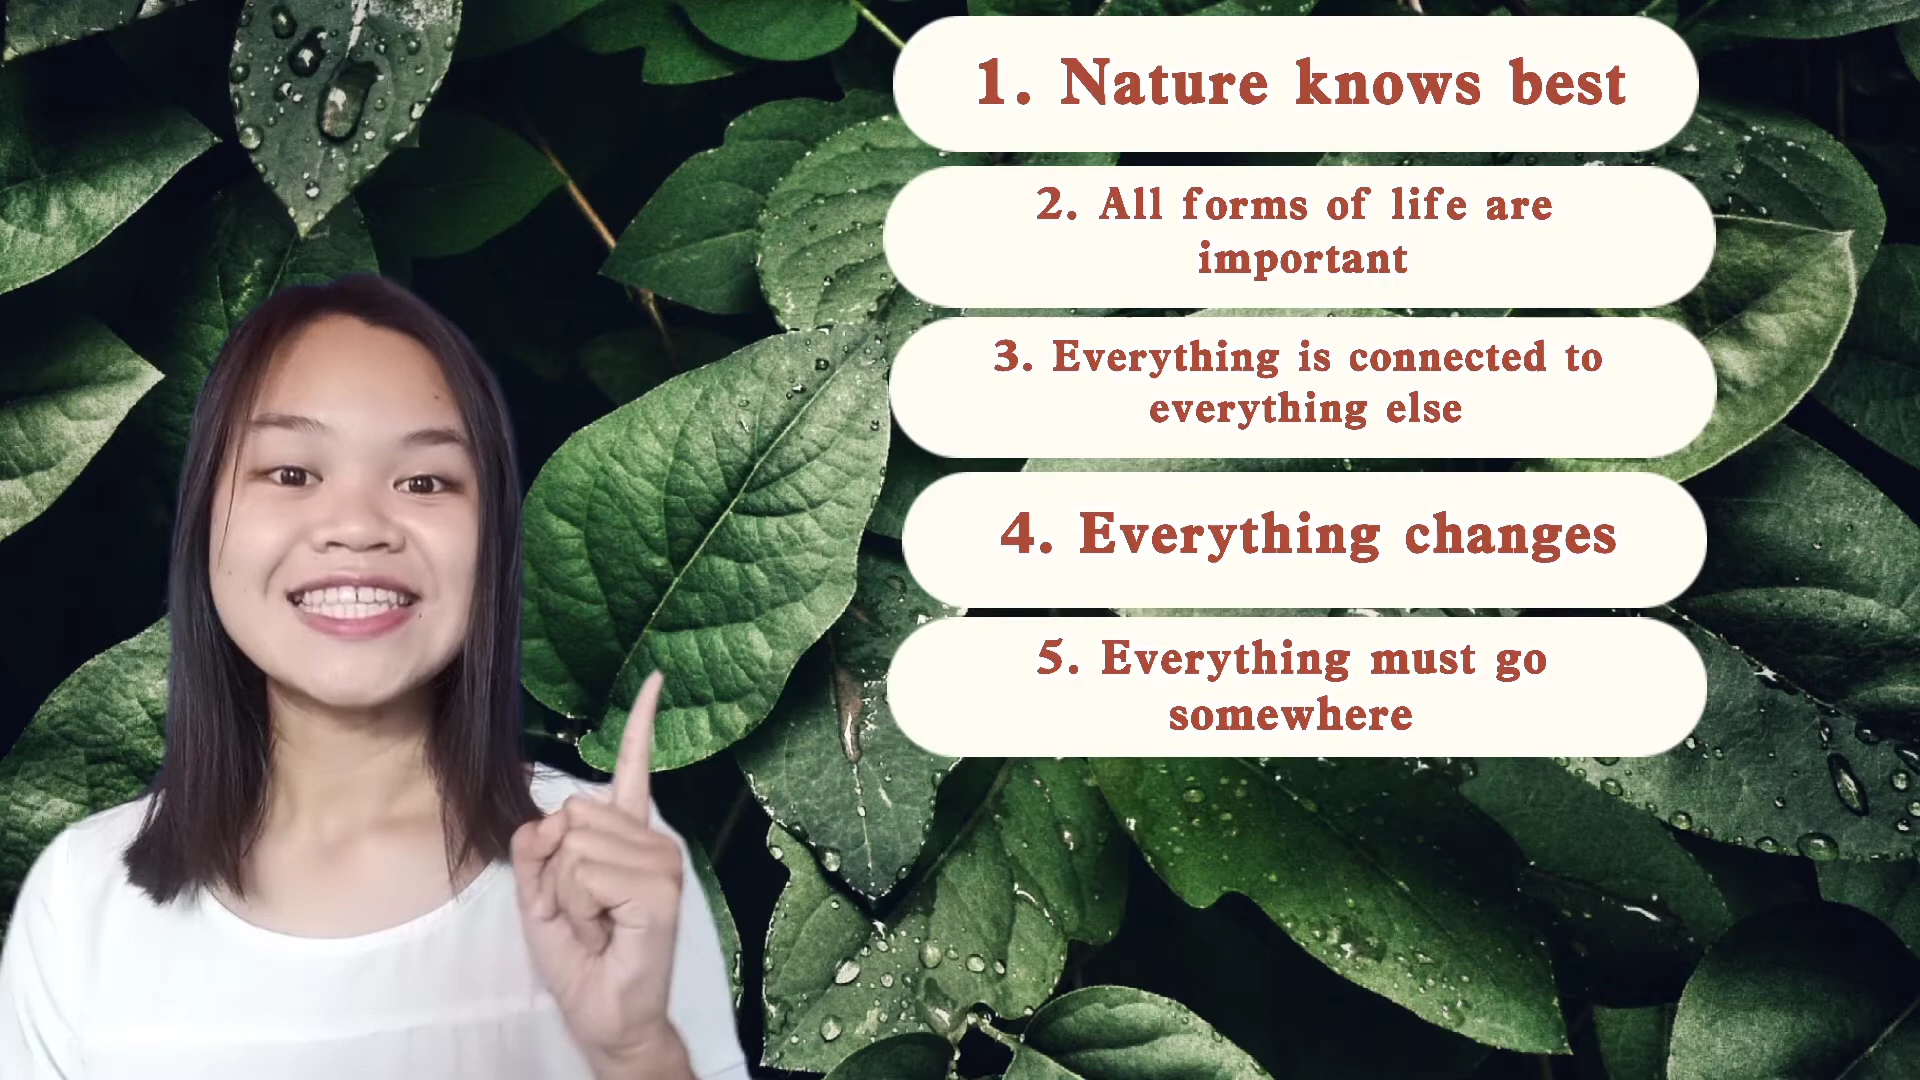 1. Nature knows best
2. All forms of life are
important
3. Everything is connected to
everything else
4. Everything changes
5. Everything must go
somewhere